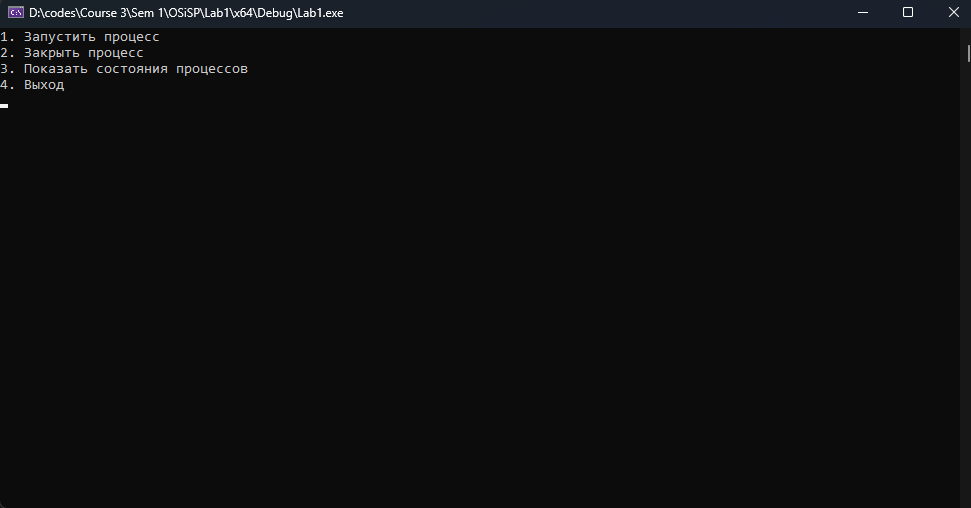 D:\codes\Course 3\Sem 1\OSiSP\Lab1\x64\Debug\Lab1.exe
1. Запустить процесс
2. Закрыть процесс
3. Показать состояния процессов
4. Выход